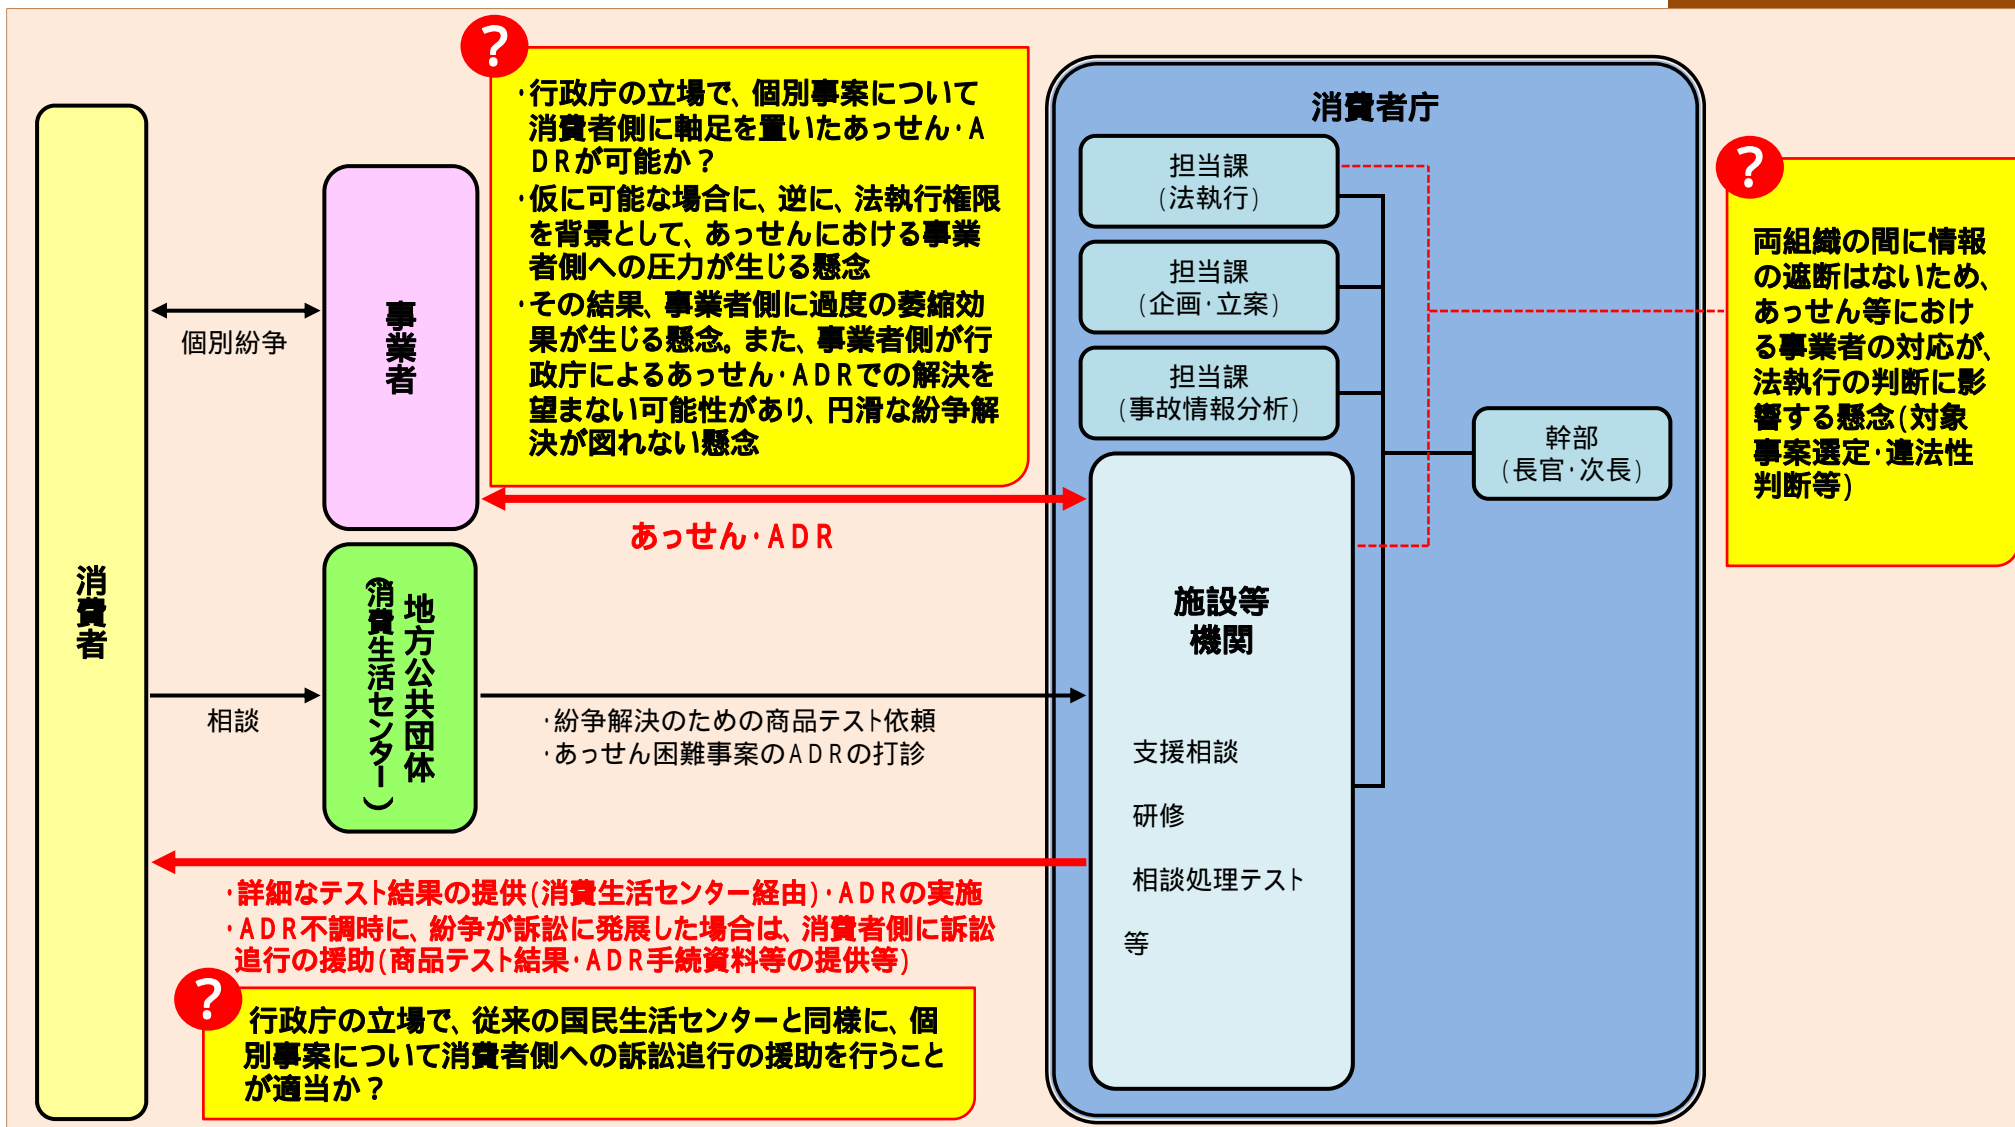 ?
・行政庁の立場で、個別事案について
消費者側に軸足を置いたあっせん・A
DRが可能か?
・仮に可能な場合に、逆に、法執行権限
を背景として、あっせんにおける事業
者側への圧力が生じる懸念
・その結果、事業者側に過度の萎縮効
果が生じる懸念。また、事業者側が行
政庁によるあっせん・ADRでの解決を
望まない可能性があり、円滑な紛争解
決が図れない懸念
消費者
個別紛争
事業者
あっせん・ADR
相談
地方公共団体
(消費生活センター)
・紛争解決のための商品テスト依頼
・あっせん困難事案のADRの打診
・詳細なテスト結果の提供(消費生活センター経由)・ADRの実施
・ADR不調時に、紛争が訴訟に発展した場合は、消費者側に訴訟
追行の援助(商品テスト結果・ADR手続資料等の提供等)
?
行政庁の立場で、従来の国民生活センターと同様に、個
別事案について消費者側への訴訟追行の援助を行うこと
が適当か?
消費者庁
担当課
(法執行)
担当課
(企画・立案)
担当課
(事故情報分析)
幹部
(長官・次長)
施設等
機関
支援相談
研修
相談処理テスト
等
?
両組織の間に情報
の遮断はないため、
あっせん等におけ
る事業者の対応が、
法執行の判断に影
響する懸念(対象
事案選定・違法性
判断等)